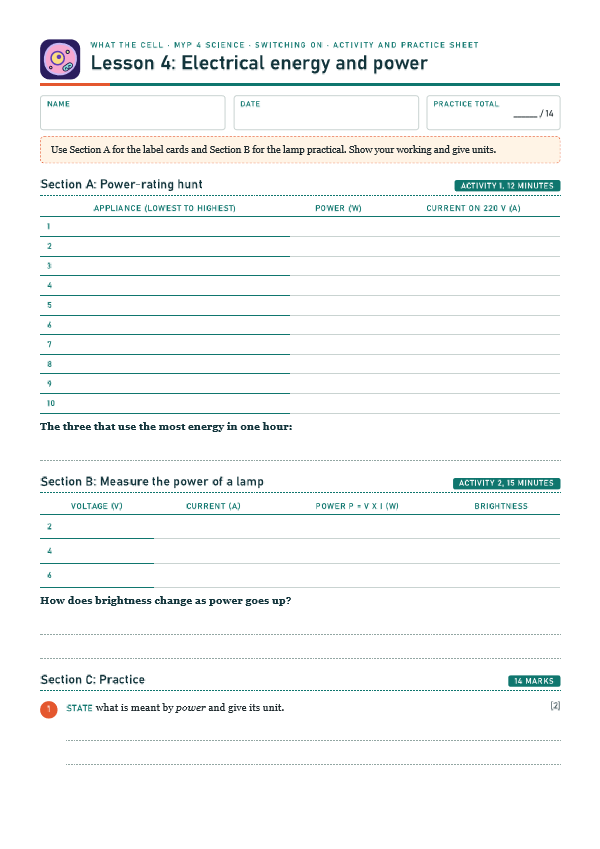 WHAT THE CELL · MYP 4 SCIENCE · SWITCHING ON · ACTIVITY AND PRACTICE SHEET
Lesson 4: Electrical energy and power
NAME
DATE
PRACTICE TOTAL
_____ / 14
Use Section A for the label cards and Section B for the lamp practical. Show your working and give units.
Section A: Power-rating hunt
ACTIVITY 1, 12 MINUTES
APPLIANCE (LOWEST TO HIGHEST) POWER (W) CURRENT ON 220 V (A)
1
2
3
4
5
6
7
8
9
10
The three that use the most energy in one hour:
Section B: Measure the power of a lamp
ACTIVITY 2, 15 MINUTES
VOLTAGE (V) CURRENT (A) POWER P = V X I (W) BRIGHTNESS
2
4
6
How does brightness change as power goes up?
Section C: Practice
14 MARKS
1 STATE what is meant by power and give its unit. [2]